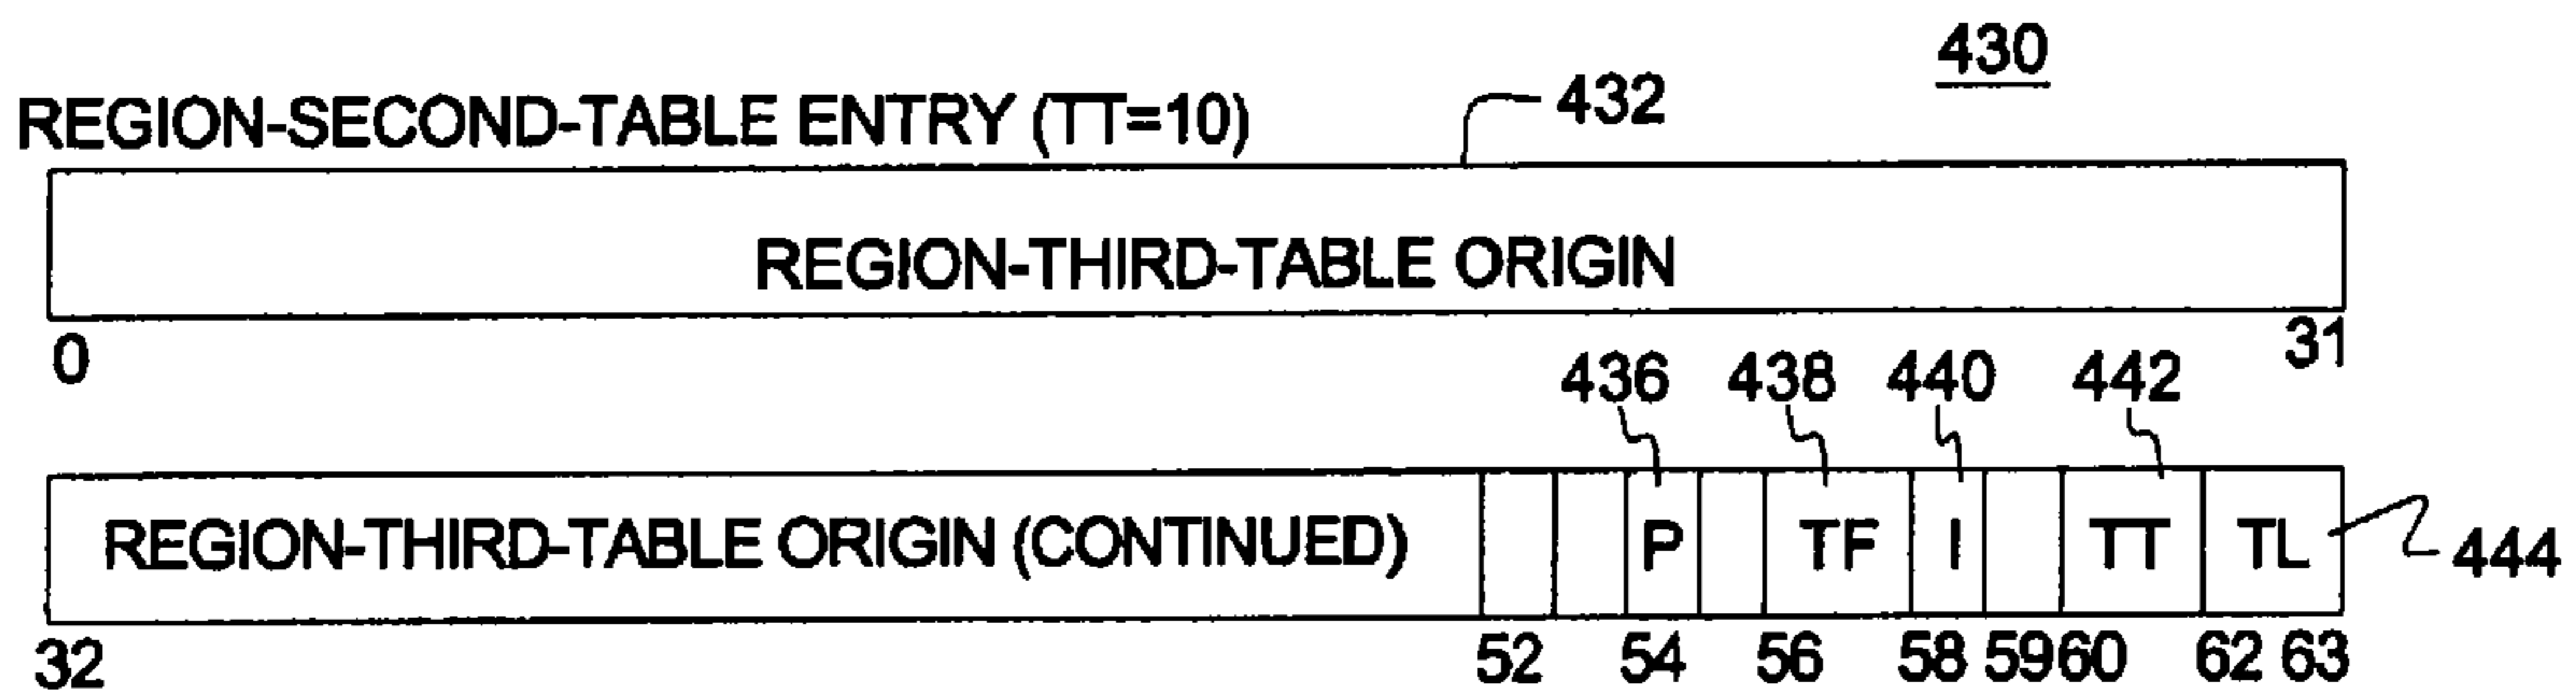 430
REGION-SECOND-TABLE ENTRY (TT=10) 432
REGION-THIRD-TABLE ORIGIN
0 31
436 438 440 442
REGION-THIRD-TABLE ORIGIN (CONTINUED) P TF I TT TL 444
32 52 54 56 58 59 60 62 63